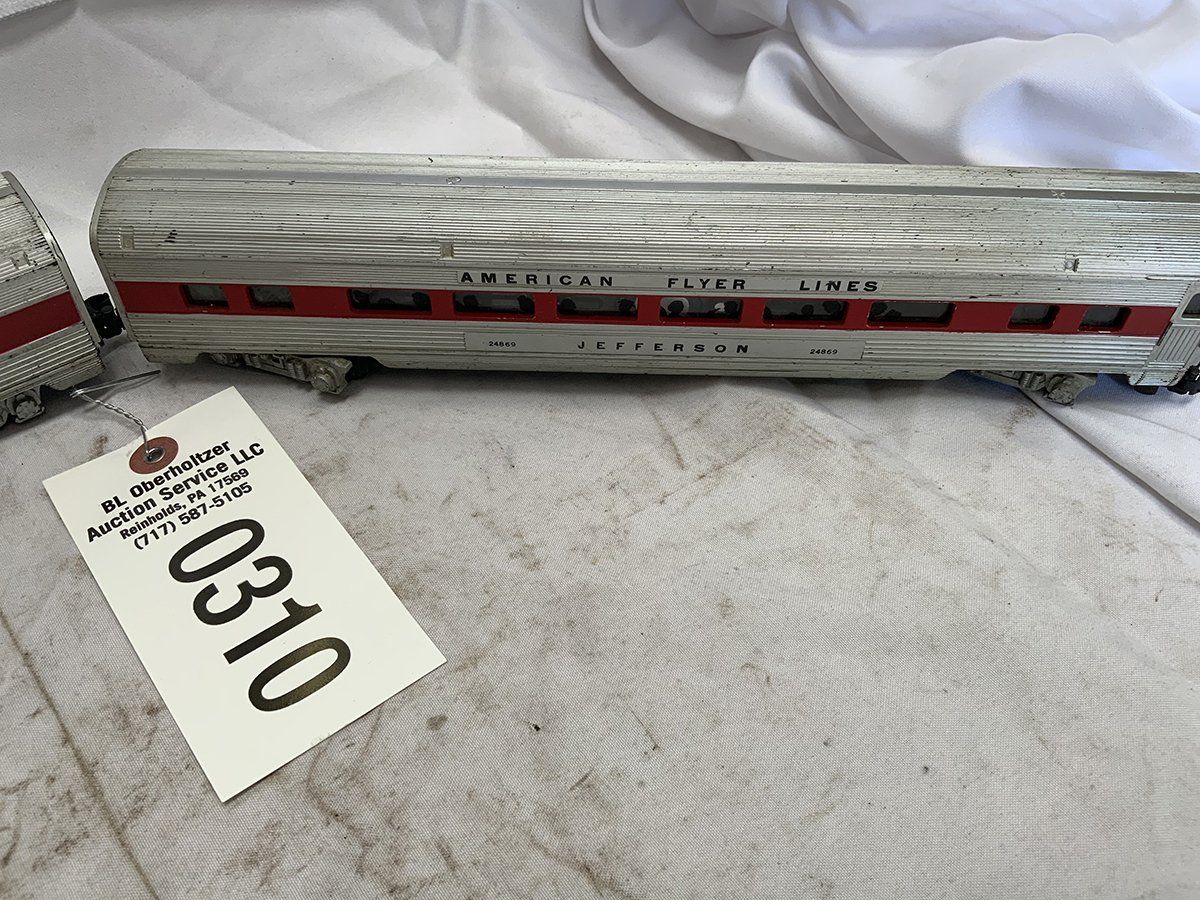 AMERICAN FLYER LINES
24869 JEFFERSON 24869
BL Oberholtzer
Auction Service LLC
Reinholds, PA 17569
(717) 587-5105
0310